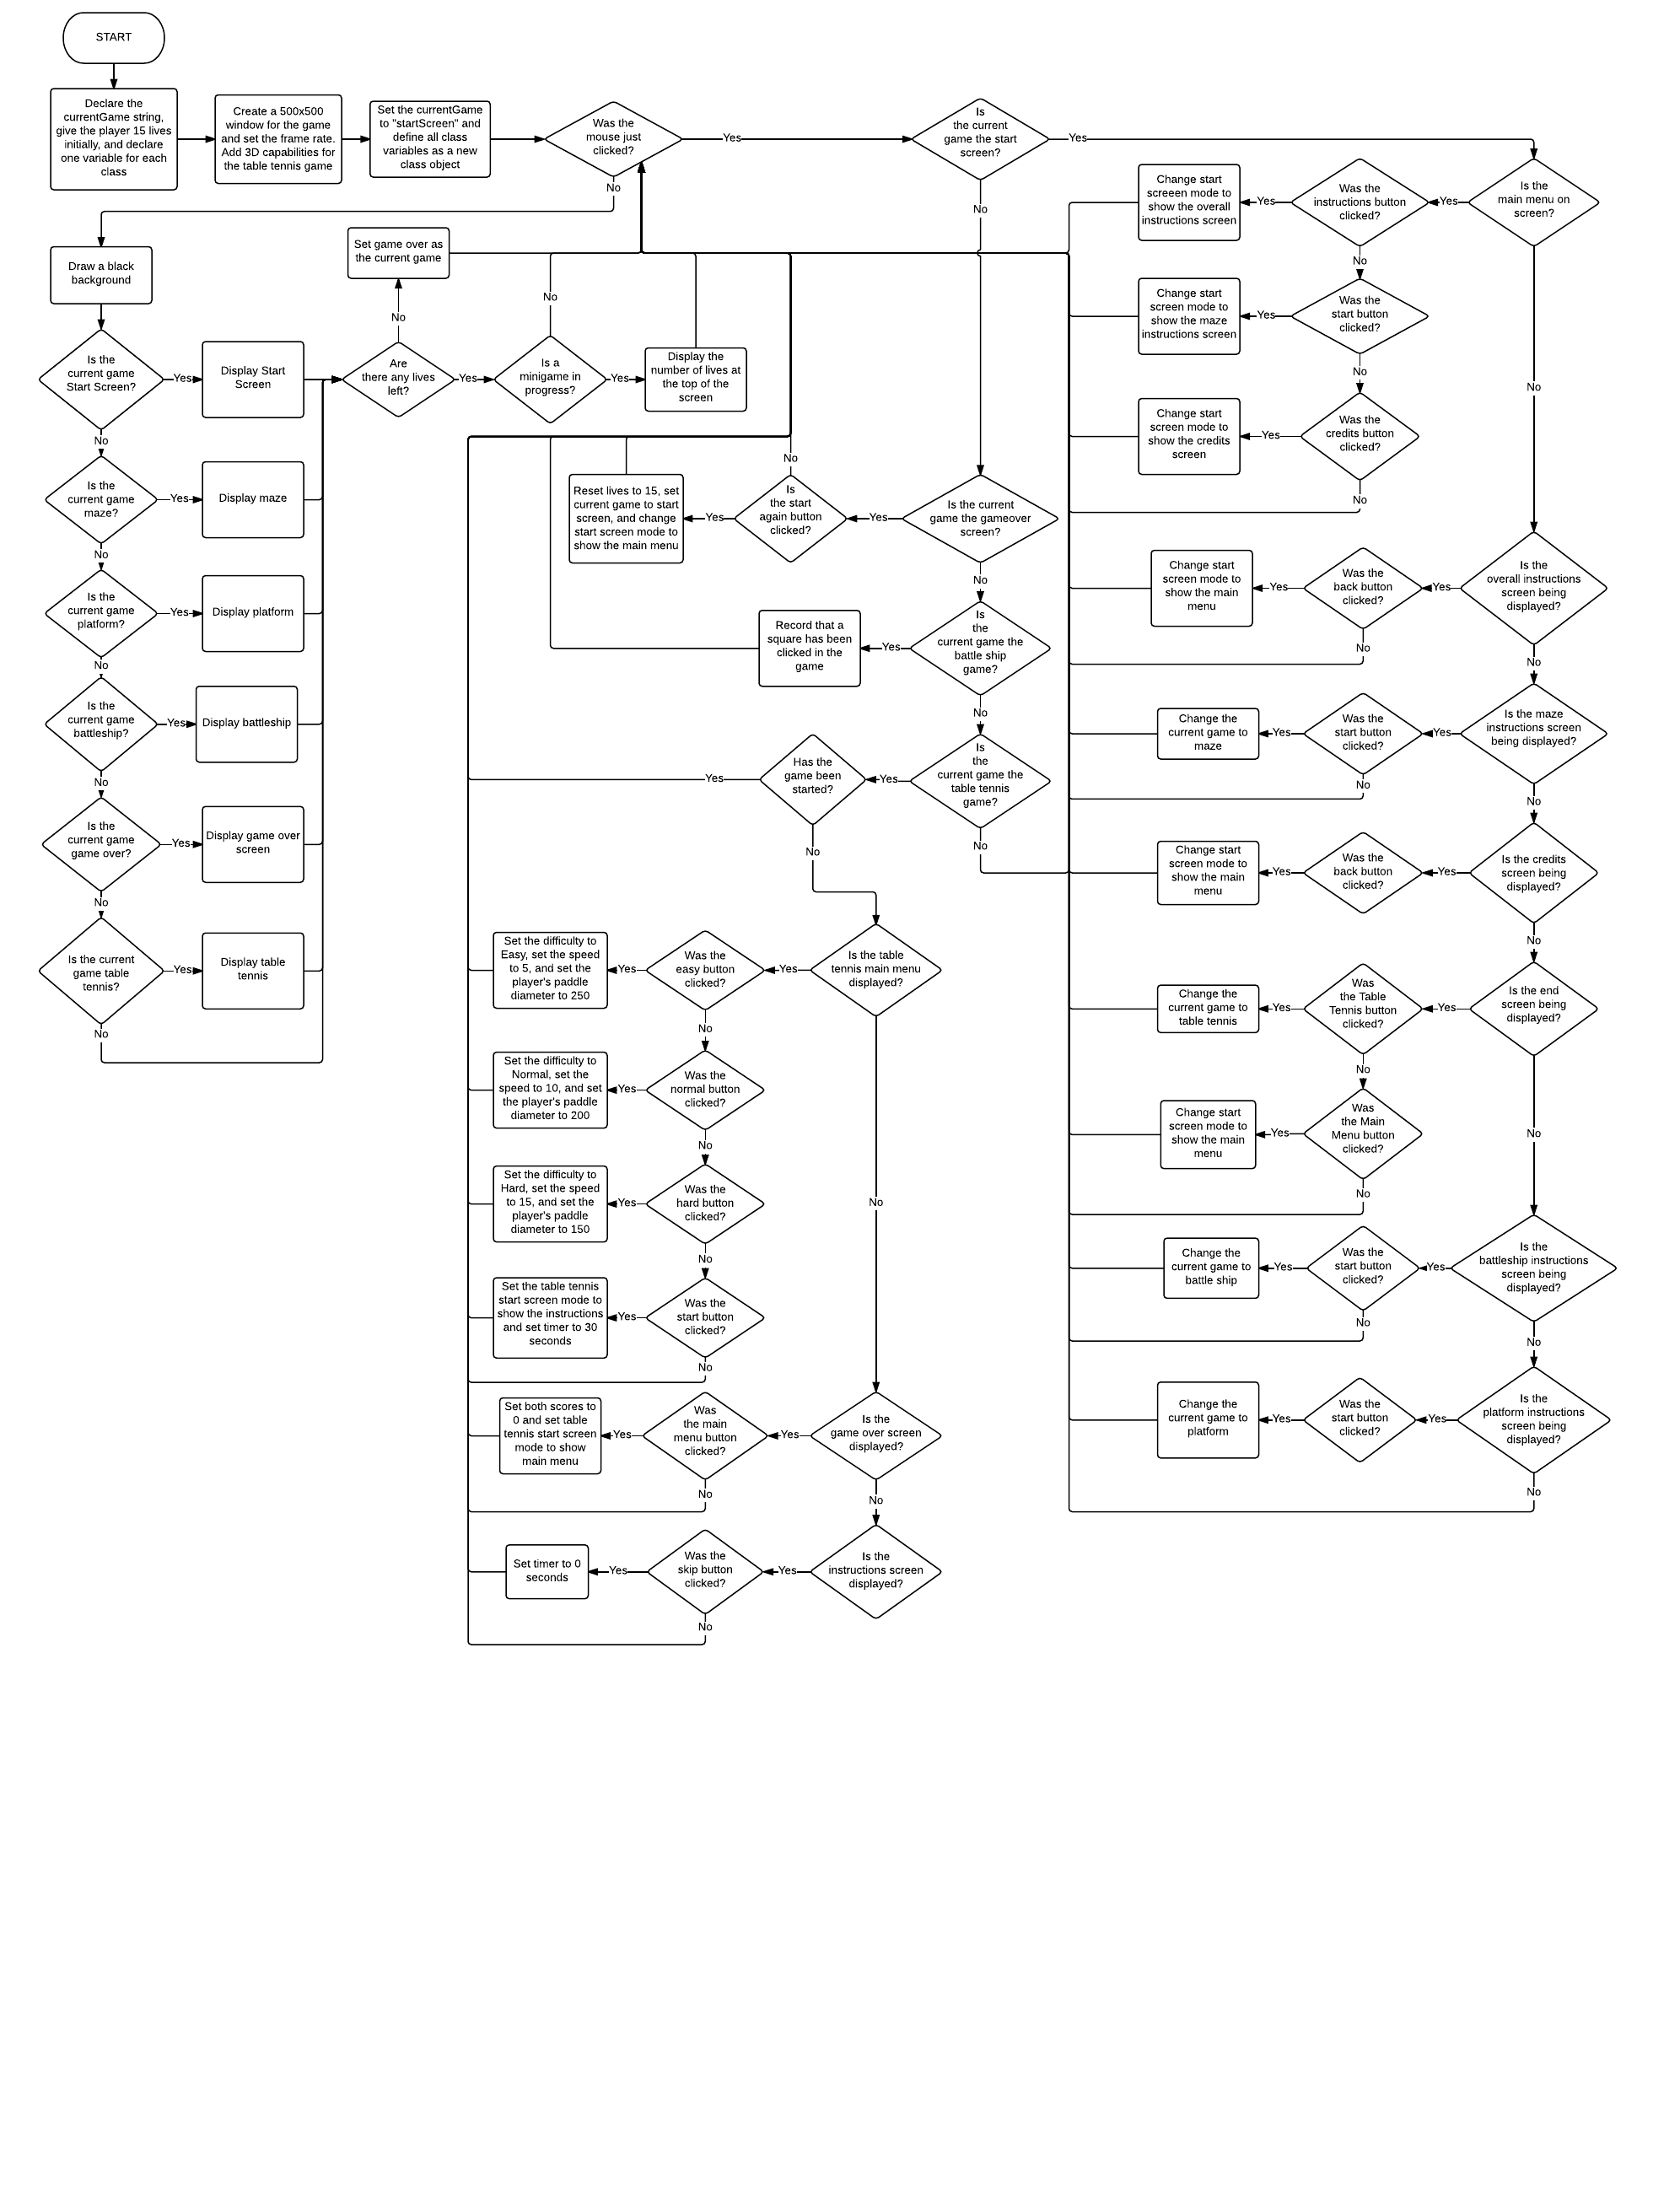 START
Declare the
currentGame string,
give the player 15 lives
initially, and declare
one variable for each
class
Create a 500x500
window for the game
and set the frame rate.
Add 3D capabilities for
the table tennis game
Set the currentGame
to "startScreen" and
define all class
variables as a new
class object
Was the
mouse just
clicked?
Yes
No
Is
the current
game the start
screen?
Yes
No
Is the
main menu on
screen?
Yes
No
Was the
instructions button
clicked?
Yes
No
Change start
screeen mode to
show the overall
instructions screen
Was the
start button
clicked?
Yes
No
Change start
screen mode to
show the maze
instructions screen
Was the
credits button
clicked?
Yes
No
Change start
screen mode to
show the credits
screen
Draw a black
background
Set game over as
the current game
Is the
current game
Start Screen?
Yes
No
Display Start
Screen
Are
there any lives
left?
No
Yes
Is a
minigame in
progress?
No
Yes
Display the
number of lives at
the top of the
screen
Is the
current game
maze?
Yes
No
Display maze
Is the
current game
platform?
Yes
No
Display platform
Is the
current game
battleship?
Yes
No
Display battleship
Is the
current game
game over?
Yes
No
Display game over
screen
Is the current
game table
tennis?
Yes
No
Display table
tennis
Is the current
game the gameover
screen?
Yes
No
Is
the start
again button
clicked?
No
Yes
Reset lives to 15, set
current game to start
screen, and change
start screen mode to
show the main menu
Is
the
current game the
battle ship
game?
Yes
No
Record that a
square has been
clicked in the
game
Is
the
current game the
table tennis
game?
Yes
No
Has the
game been
started?
Yes
No
Is the table
tennis main menu
displayed?
Yes
No
Was the
easy button
clicked?
Yes
No
Set the difficulty to
Easy, set the speed
to 5, and set the
player's paddle
diameter to 250
Was the
normal button
clicked?
Yes
No
Set the difficulty to
Normal, set the
speed to 10, and set
the player's paddle
diameter to 200
Was the
hard button
clicked?
Yes
No
Set the difficulty to
Hard, set the speed
to 15, and set the
player's paddle
diameter to 150
Was the
start button
clicked?
Yes
No
Set the table tennis
start screen mode to
show the instructions
and set timer to 30
seconds
Is the
game over screen
displayed?
Yes
No
Was
the main
menu button
clicked?
Yes
No
Set both scores to
0 and set table
tennis start screen
mode to show
main menu
Is the
instructions screen
displayed?
Yes
Was the
skip button
clicked?
Yes
No
Set timer to 0
seconds
Is the
overall instructions
screen being
displayed?
Yes
No
Was the
back button
clicked?
Yes
No
Change start
screen mode to
show the main
menu
Is the maze
instructions screen
being displayed?
Yes
No
Was the
start button
clicked?
Yes
No
Change the
current game to
maze
Is the credits
screen being
displayed?
Yes
No
Was the
back button
clicked?
Yes
Change start
screen mode to
show the main
menu
Is the end
screen being
displayed?
Yes
No
Was
the Table
Tennis button
clicked?
Yes
No
Change the
current game to
table tennis
Was
the Main
Menu button
clicked?
Yes
No
Change start
screen mode to
show the main
menu
Is the
battleship instructions
screen being
displayed?
Yes
No
Was the
start button
clicked?
Yes
No
Change the
current game to
battle ship
Is the
platform instructions
screen being
displayed?
Yes
No
Was the
start button
clicked?
Yes
Change the
current game to
platform